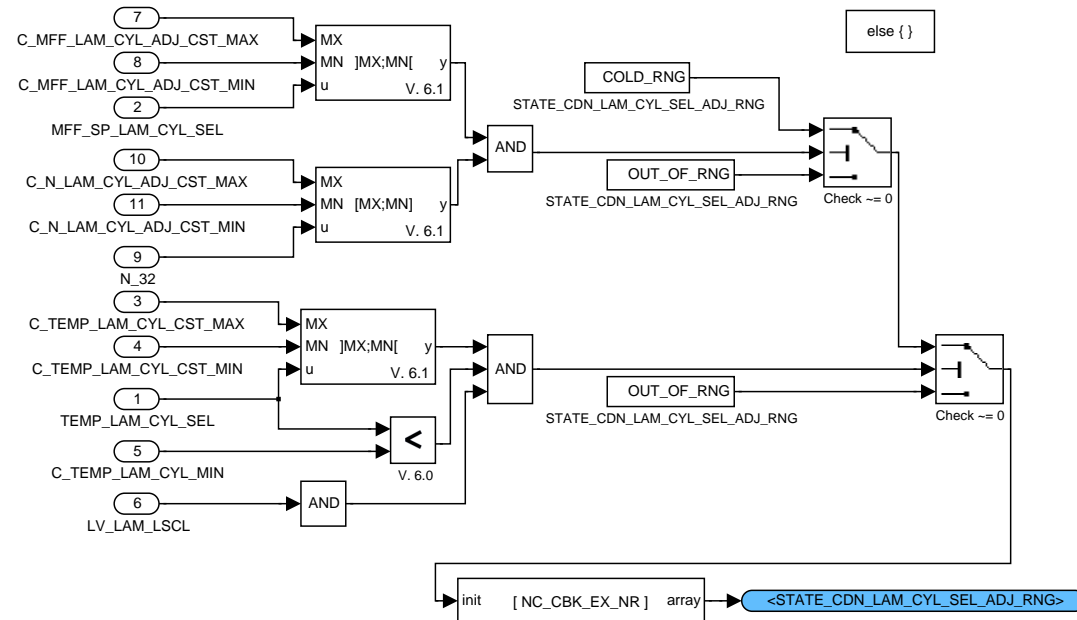 7
C_MFF_LAM_CYL_ADJ_CST_MAX
8
C_MFF_LAM_CYL_ADJ_CST_MIN
2
MFF_SP_LAM_CYL_SEL
MX
MN ]MX;MN[ y
u
V. 6.1
else { }
COLD_RNG
STATE_CDN_LAM_CYL_SEL_ADJ_RNG
AND
10
C_N_LAM_CYL_ADJ_CST_MAX
11
C_N_LAM_CYL_ADJ_CST_MIN
9
N_32
MX
MN [MX;MN] y
u
V. 6.1
OUT_OF_RNG
STATE_CDN_LAM_CYL_SEL_ADJ_RNG
Check ~= 0
3
C_TEMP_LAM_CYL_CST_MAX
4
C_TEMP_LAM_CYL_CST_MIN
1
TEMP_LAM_CYL_SEL
5
C_TEMP_LAM_CYL_MIN
6
LV_LAM_LSCL
MX
MN ]MX;MN[ y
u
V. 6.1
<
V. 6.0
AND
AND
OUT_OF_RNG
STATE_CDN_LAM_CYL_SEL_ADJ_RNG
Check ~= 0
init [ NC_CBK_EX_NR ] array
<STATE_CDN_LAM_CYL_SEL_ADJ_RNG>